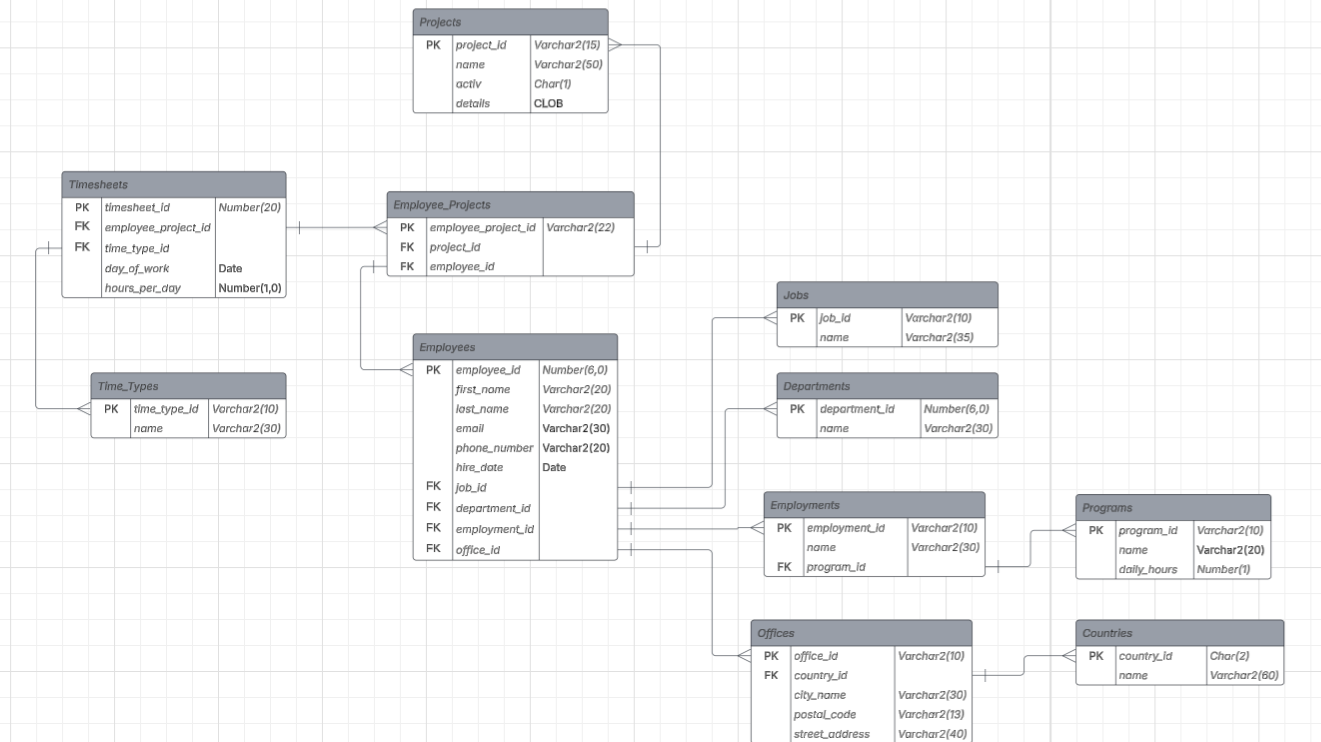 Projects
PK project_id Varchar2(15)
name Varchar2(50)
activ Char(1)
details CLOB
Timesheets
PK timesheet_id Number(20)
FK employee_project_id
FK time_type_id
day_of_work Date
hours_per_day Number(1,0)
Employee_Projects
PK employee_project_id Varchar2(22)
FK project_id
FK employee_id
Time_Types
PK time_type_id Varchar2(10)
name Varchar2(30)
Employees
PK employee_id Number(6,0)
first_name Varchar2(20)
last_name Varchar2(20)
email Varchar2(30)
phone_number Varchar2(20)
hire_date Date
FK job_id
FK department_id
FK employment_id
FK office_id
Jobs
PK job_id Varchar2(10)
name Varchar2(35)
Departments
PK department_id Number(6,0)
name Varchar2(30)
Employments
PK employment_id Varchar2(10)
name Varchar2(30)
FK program_id
Programs
PK program_id Varchar2(10)
name Varchar2(20)
daily_hours Number(1)
Offices
PK office_id Varchar2(10)
FK country_id
city_name Varchar2(30)
postal_code Varchar2(13)
street_address Varchar2(40)
Countries
PK country_id Char(2)
name Varchar2(60)